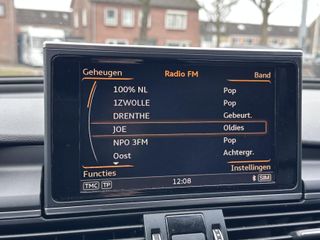 Geheugen Radio FM Band
100% NL Pop
1ZWOLLE Pop
DRENTHE Gebeurt.
JOE Oldies
NPO 3FM Pop
Oost Achtergr.
Functies Instellingen
TMC TP 12:08 SIM